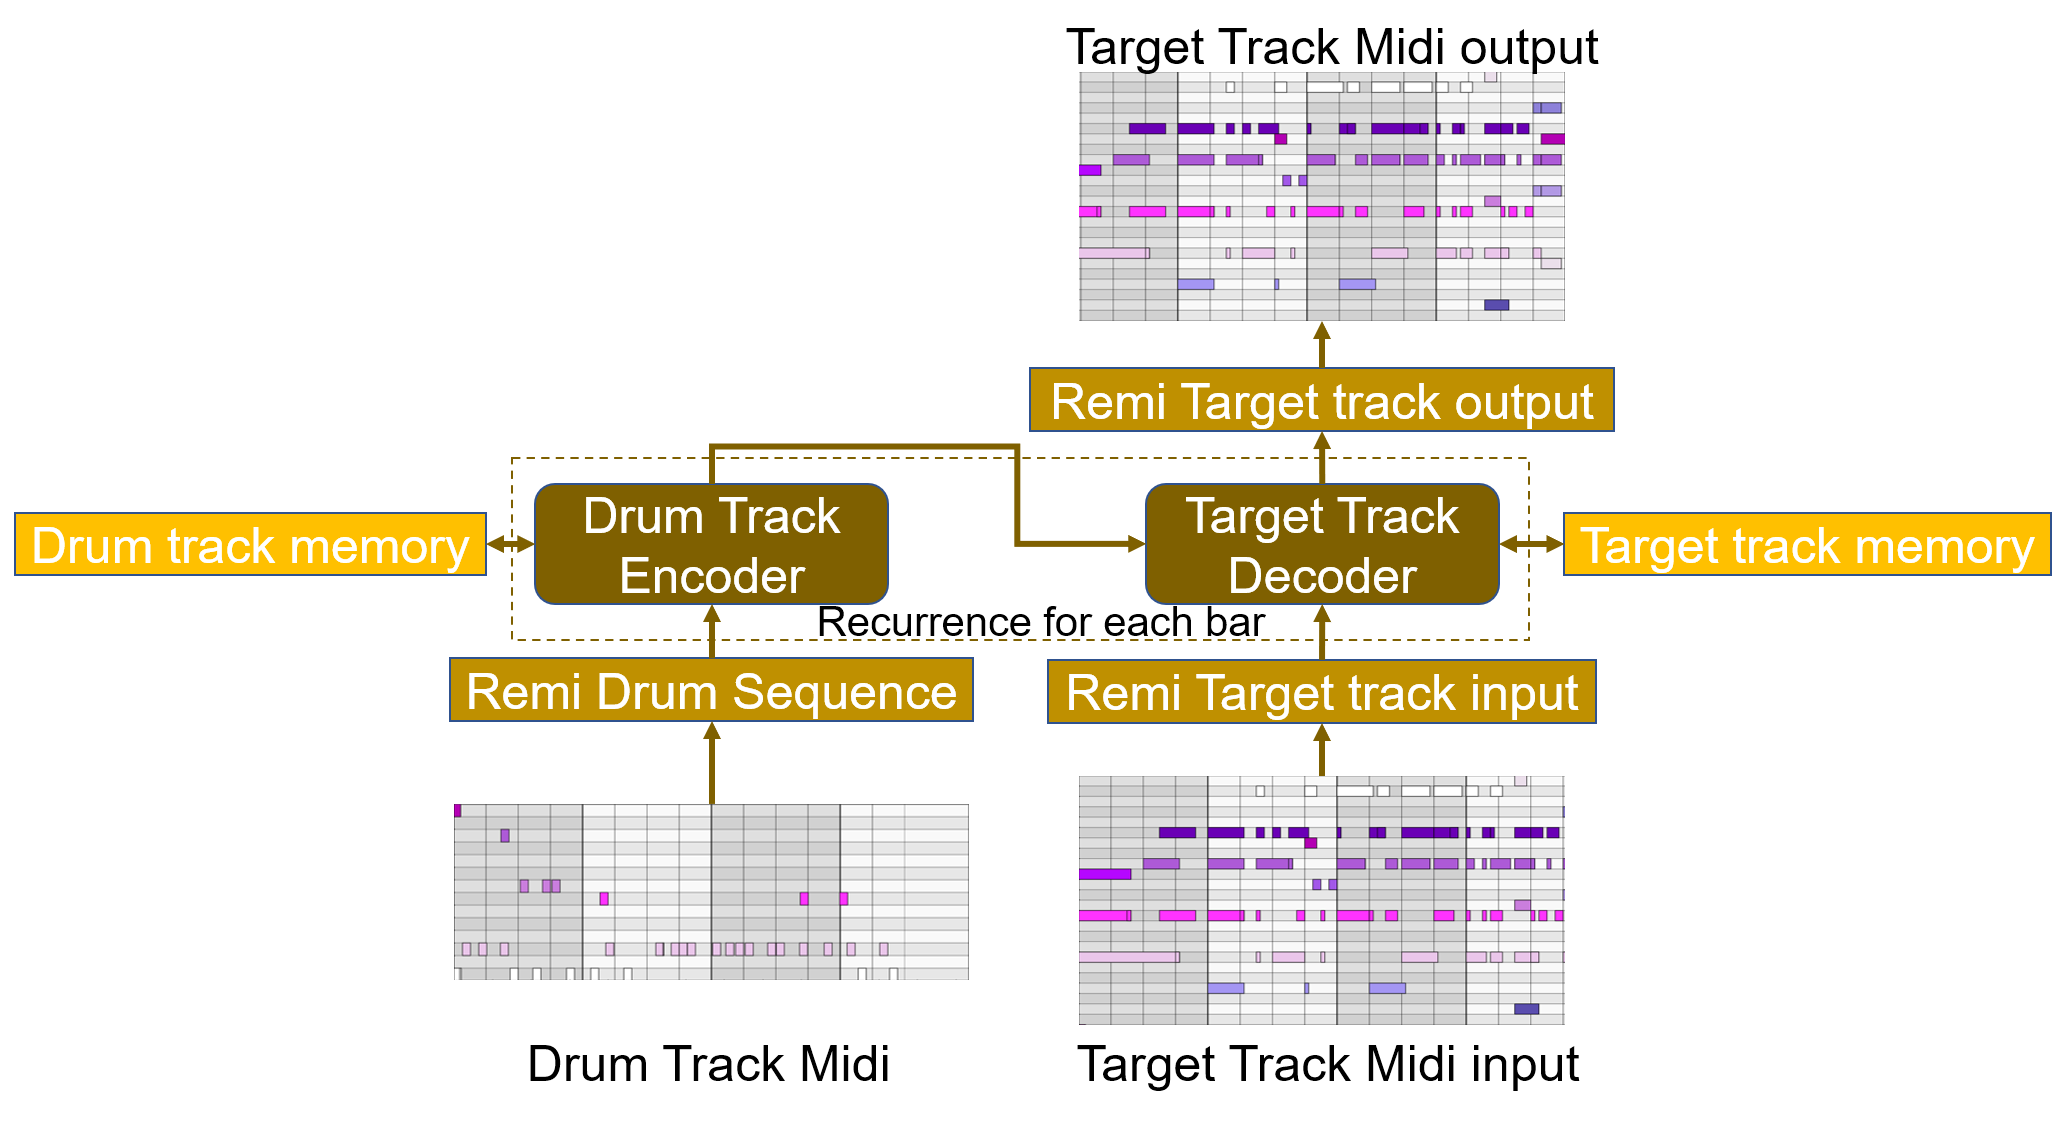 Target Track Midi output
Remi Target track output
Drum track memory
Drum Track
Encoder
Target Track
Decoder
Target track memory
Recurrence for each bar
Remi Drum Sequence
Remi Target track input
Drum Track Midi
Target Track Midi input